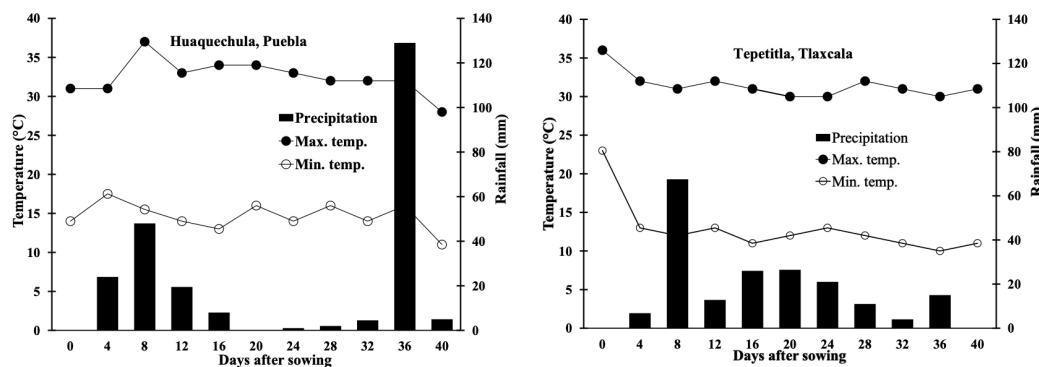 Huaquechula, Puebla
Temperature (°C)
40
35
30
25
20
15
10
5
0
Precipitation
Max. temp.
Min. temp.
140
120
100
80
60
40
20
0
Rainfall (mm)
0 4 8 12 16 20 24 28 32 36 40
Days after sowing
Tepetitla, Tlaxcala
Temperature (°C)
40
35
30
25
20
15
10
5
0
Precipitation
Max. temp.
Min. temp.
140
120
100
80
60
40
20
0
Rainfall (mm)
0 4 8 12 16 20 24 28 32 36 40
Days after sowing